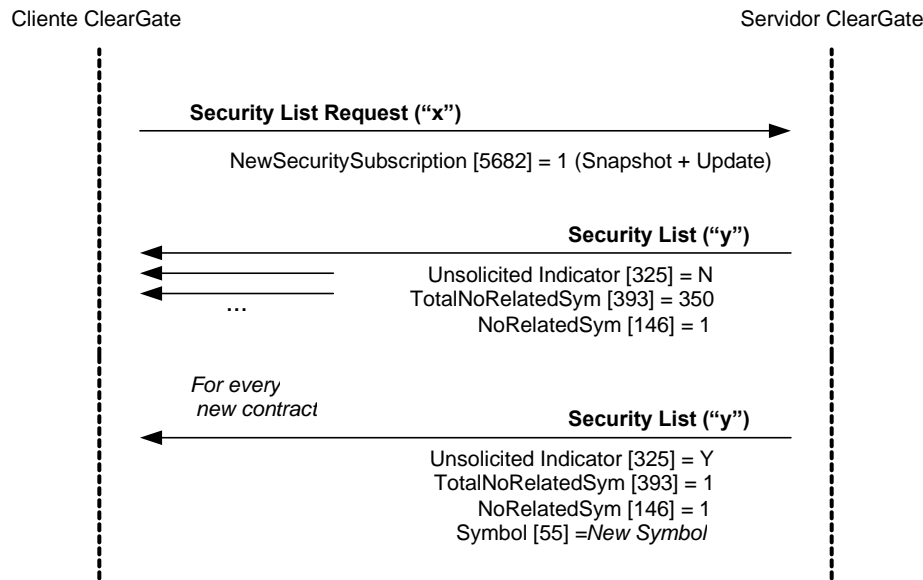 Cliente ClearGate
Servidor ClearGate
Security List Request (“x”)
NewSecuritySubscription [5682] = 1 (Snapshot + Update)
Security List (“y”)
Unsolicited Indicator [325] = N
TotalNoRelatedSym [393] = 350
NoRelatedSym [146] = 1
...
For every
new contract
Security List (“y”)
Unsolicited Indicator [325] = Y
TotalNoRelatedSym [393] = 1
NoRelatedSym [146] = 1
Symbol [55] =New Symbol